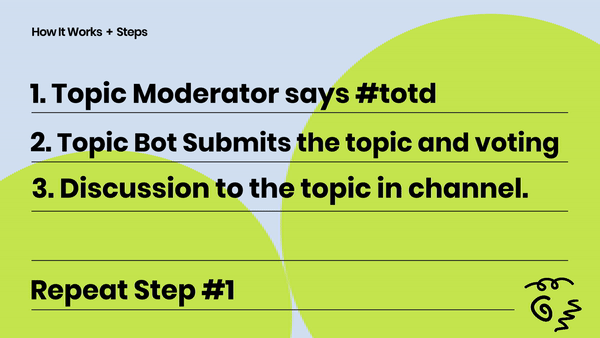 How It Works + Steps
1. Topic Moderator says #totd
2. Topic Bot Submits the topic and voting
3. Discussion to the topic in channel.
Repeat Step #1